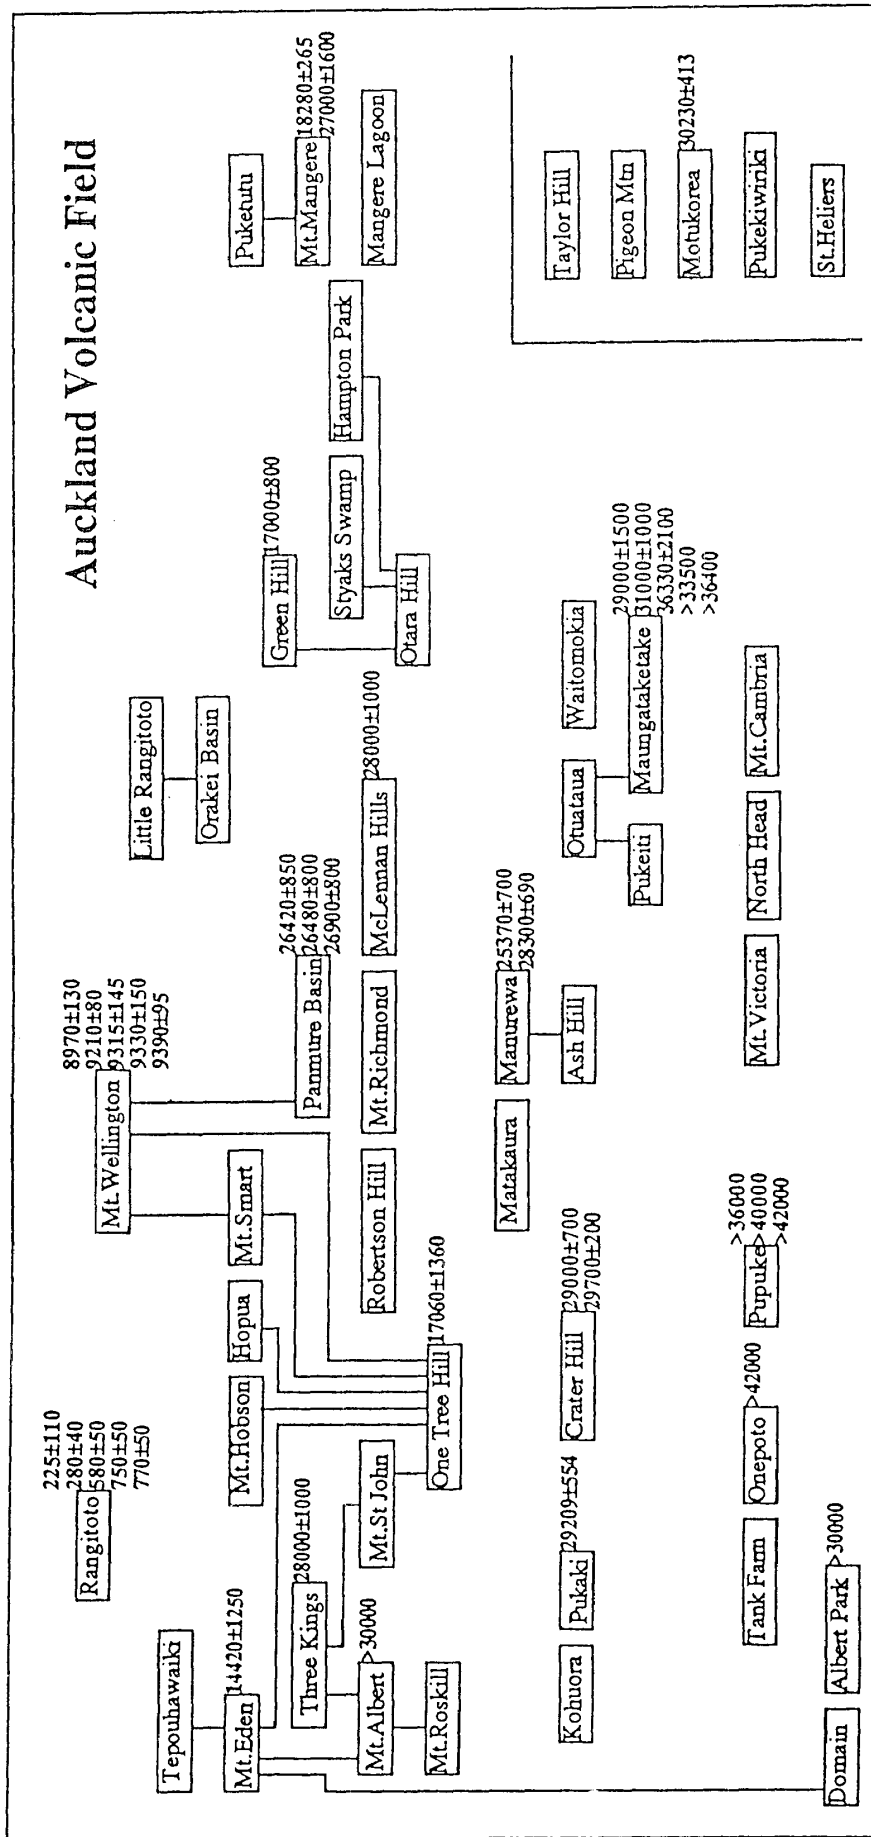 Auckland Volcanic Field
225±110
280±40
Rangitoto 580±50
750±50
770±50
8970±130
9210±80
Mt.Wellington 9315±145
9330±150
9390±95
Tepouhawaiki
Little Rangitoto
Orakei Basin
Mt.Eden 14420±1250
Mt.Hobson
Hopua
Mt.Smart
Puketutu
Green Hill 17000±800
Three Kings 28000±1000
26420±850
Panmure Basin 26480±800
26900±800
Mt.Mangere 18280±265
27000±1600
Styaks Swamp
Hampton Park
Mt.Albert >30000
Mt.St John
Robertson Hill
Mt.Richmond
McLennan Hills 28000±1000
Mangere Lagoon
Mt.Roskill
One Tree Hill 17060±1360
Otara Hill
Matakaura
Manurewa 25370±700
28300±690
Ash Hill
Kohuora
Pukaki 29209±554
Crater Hill 29000±700
29700±200
Otuataua
Waitomokia
Pukeiti
29000±1500
Maungataketake 31000±1000
36330±2100
>33500
>36400
Tank Farm
Onepoto >42000
>36000
Pupuke >40000
>42000
Mt.Victoria
North Head
Mt.Cambria
Domain
Albert Park >30000
Taylor Hill
Pigeon Mtn
Motukorea 30230±413
Pukekiwiriki
St.Heliers